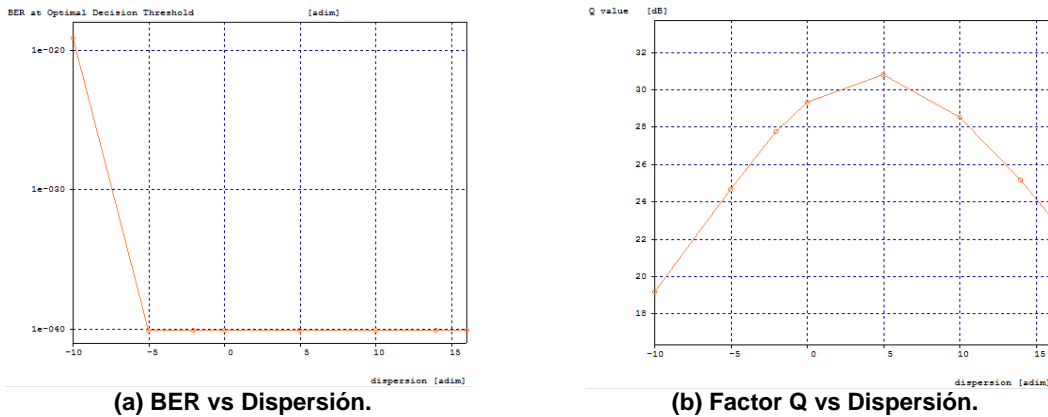 BER at Optimal Decision Threshold [adim]
1e-020
1e-030
1e-040
-10 -5 0 5 10 15
dispersion [adim]
(a) BER vs Dispersión.
Q value [dB]
32
30
28
26
24
22
20
18
-10 -5 0 5 10 15
dispersion [adim]
(b) Factor Q vs Dispersión.